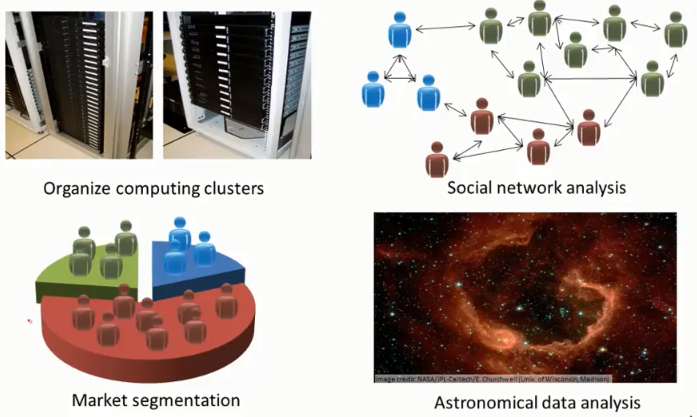 Organize computing clusters
Social network analysis
Market segmentation
Image credit: NASA/JPL-Caltech/E. Churchwell (Univ. of Wisconsin, Madison)
Astronomical data analysis